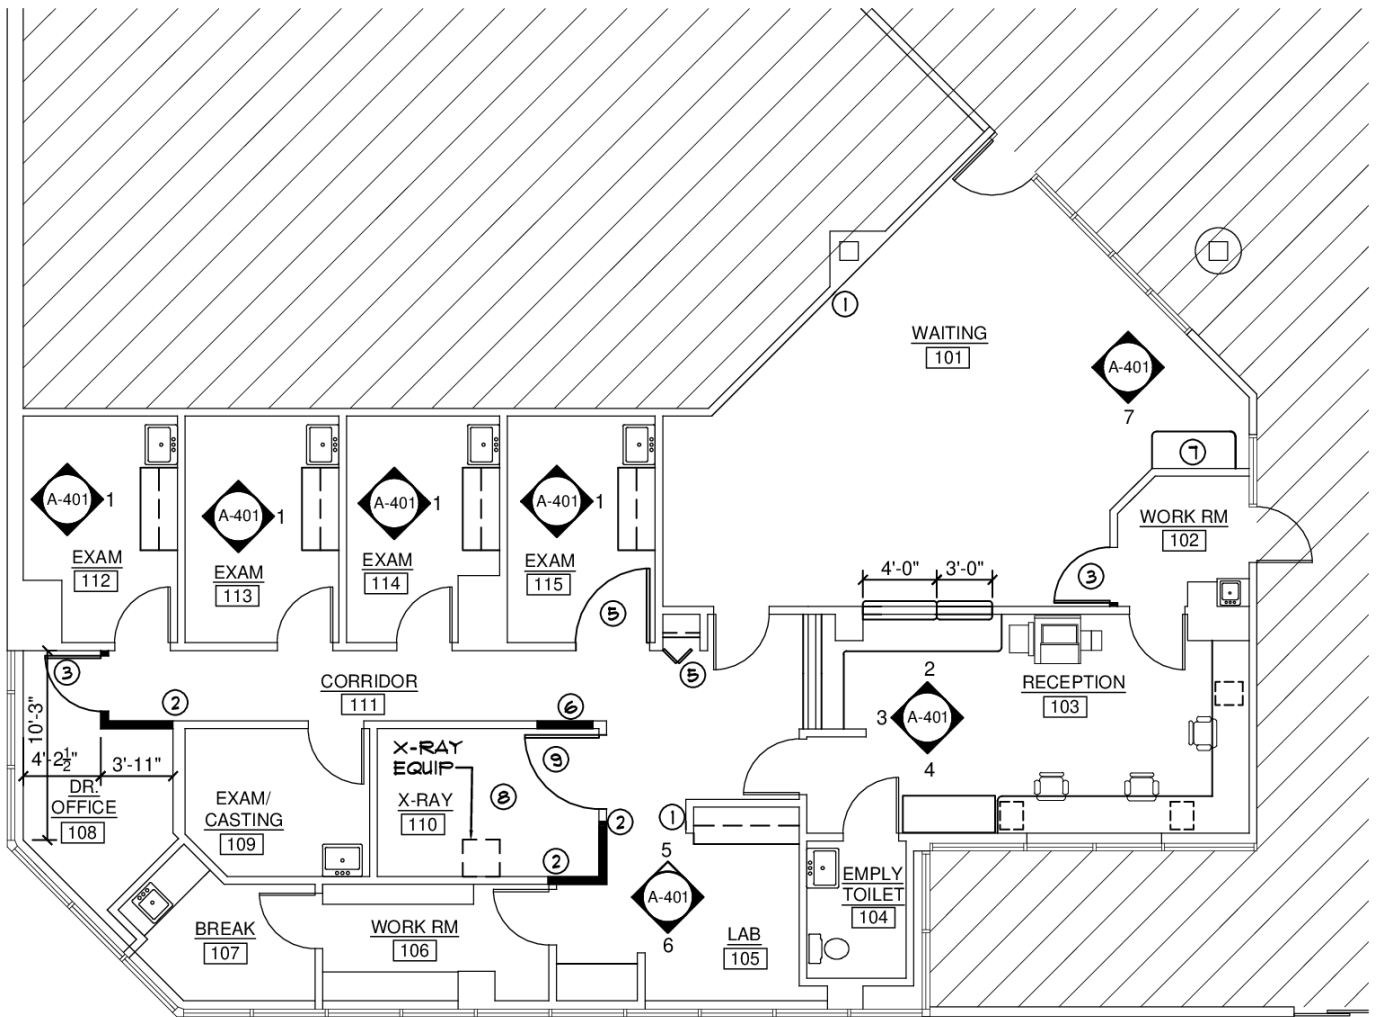 1
WAITING
101
A-401
7
7
A-401
1
A-401
1
A-401
1
A-401
1
WORK RM
102
EXAM
112
EXAM
113
EXAM
114
EXAM
115
4'-0"
3'-0"
3
5
3
5
2
CORRIDOR
111
6
2
3
A-401
4
RECEPTION
103
10'-3"
4'-2 1/2"
3'-11"
X-RAY
EQUIP
9
8
DR.
OFFICE
108
EXAM/
CASTING
109
X-RAY
110
2
1
2
5
A-401
6
EMPLY
TOILET
104
BREAK
107
WORK RM
106
LAB
105